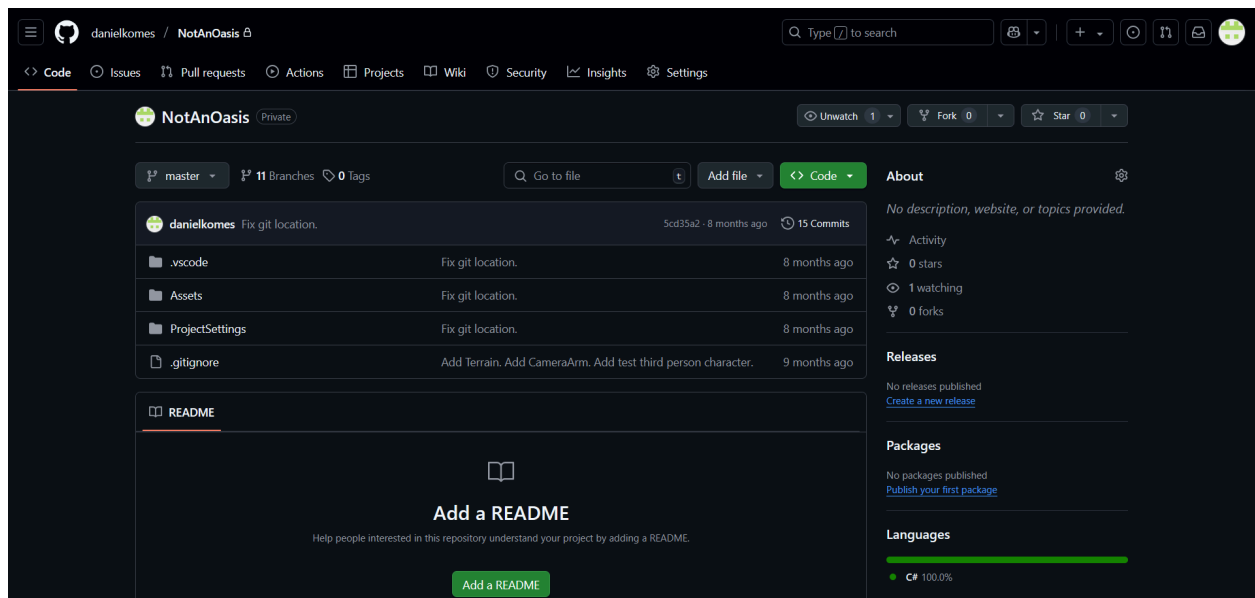 danielkomes / NotAnOasis
Type / to search
Code Issues Pull requests Actions Projects Wiki Security Insights Settings
NotAnOasis Private
Unwatch 1 Fork 0 Star 0
master 11 Branches 0 Tags Go to file t Add file Code
danielkomes Fix git location. 5cd35a2 · 8 months ago 15 Commits
.vscode Fix git location. 8 months ago
Assets Fix git location. 8 months ago
ProjectSettings Fix git location. 8 months ago
.gitignore Add Terrain. Add CameraArm. Add test third person character. 9 months ago
README
Add a README
Help people interested in this repository understand your project by adding a README.
Add a README
About
No description, website, or topics provided.
Activity
0 stars
1 watching
0 forks
Releases
No releases published
Create a new release
Packages
No packages published
Publish your first package
Languages
C# 100.0%